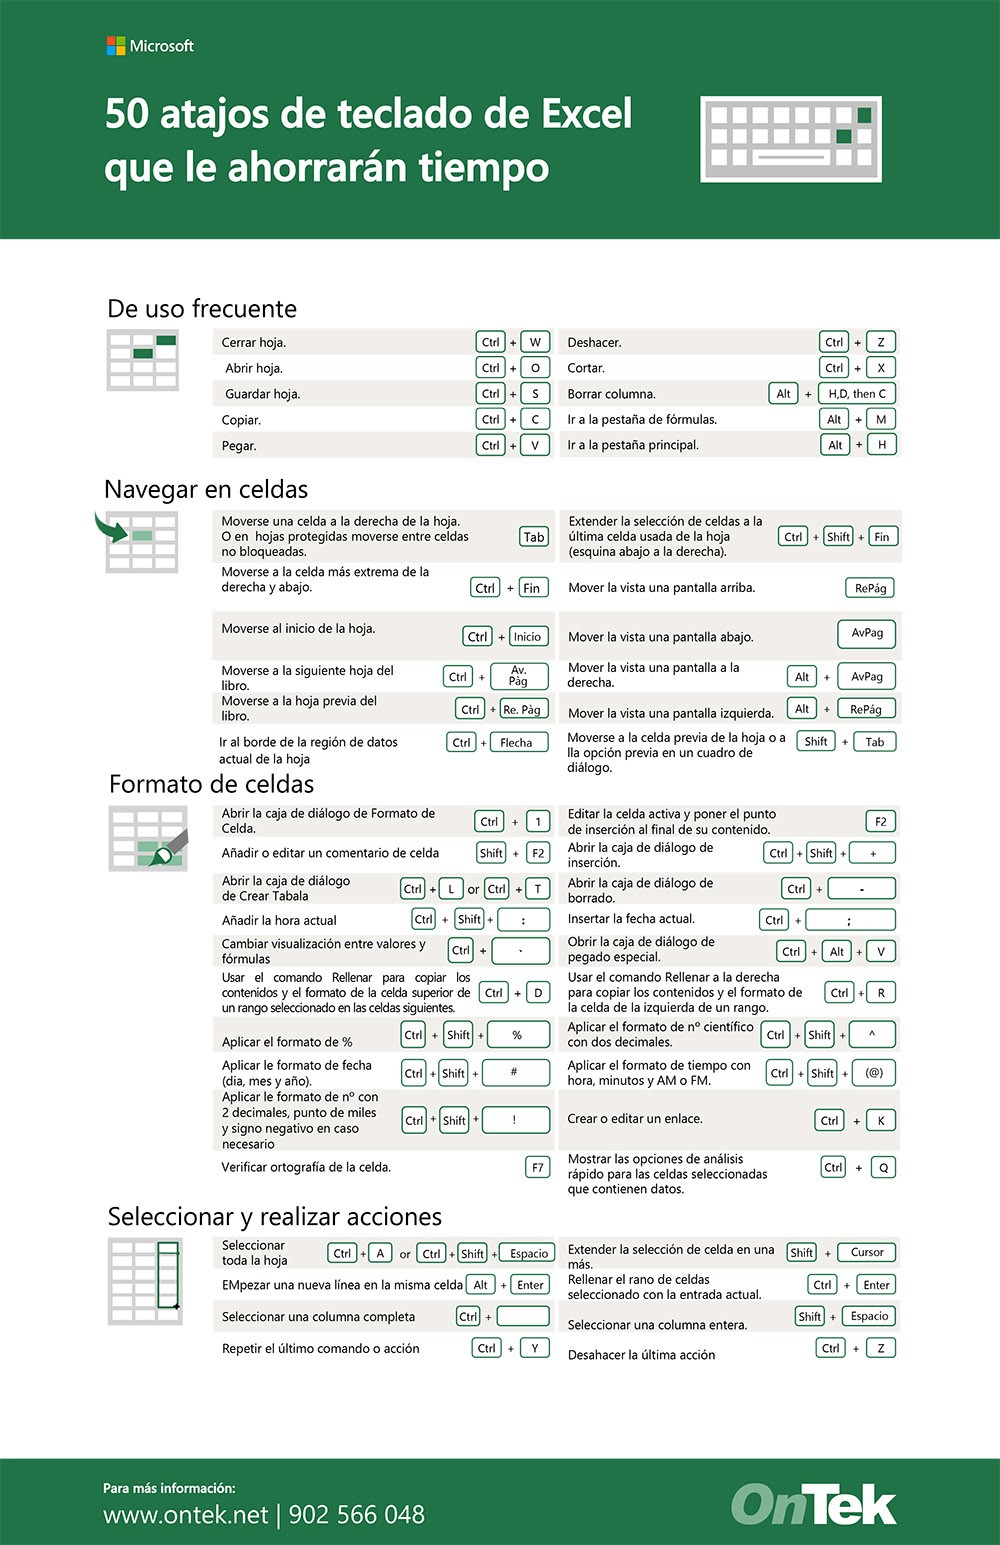 Microsoft
50 atajos de teclado de Excel
que le ahorrarán tiempo
De uso frecuente
Cerrar hoja. Ctrl + W
Deshacer. Ctrl + Z
Abrir hoja. Ctrl + O
Cortar. Ctrl + X
Guardar hoja. Ctrl + S
Borrar columna. Alt + H,D, then C
Copiar. Ctrl + C
Ir a la pestaña de fórmulas. Alt + M
Pegar. Ctrl + V
Ir a la pestaña principal. Alt + H
Navegar en celdas
Moverse una celda a la derecha de la hoja.
O en hojas protegidas moverse entre celdas
no bloqueadas.
Tab
Extender la selección de celdas a la
última celda usada de la hoja
(esquina abajo a la derecha).
Ctrl + Shift + Fin
Moverse a la celda más extrema de la
derecha y abajo.
Ctrl + Fin
Mover la vista una pantalla arriba. RePág
Moverse al inicio de la hoja. Ctrl + Inicio
Mover la vista una pantalla abajo. AvPag
Moverse a la siguiente hoja del
libro.
Ctrl + Av.
Pàg
Mover la vista una pantalla a la
derecha.
Alt + AvPag
Moverse a la hoja previa del
libro.
Ctrl + Re. Pàg
Mover la vista una pantalla izquierda. Alt + RePág
Ir al borde de la región de datos
actual de la hoja
Ctrl + Flecha
Moverse a la celda previa de la hoja o a
lla opción previa en un cuadro de
diálogo.
Shift + Tab
Formato de celdas
Abrir la caja de diálogo de Formato de
Celda.
Ctrl + 1
Editar la celda activa y poner el punto
de inserción al final de su contenido.
F2
Añadir o editar un comentario de celda Shift + F2
Abrir la caja de diálogo de
inserción.
Ctrl + Shift + +
Abrir la caja de diálogo
de Crear Tabala
Ctrl + L or Ctrl + T
Abrir la caja de diálogo de
borrado.
Ctrl + -
Añadir la hora actual Ctrl + Shift + :
Insertar la fecha actual. Ctrl + ;
Cambiar visualización entre valores y
fórmulas
Ctrl + `
Obrir la caja de diálogo de
pegado especial.
Ctrl + Alt + V
Usar el comando Rellenar para copiar los
contenidos y el formato de la celda superior de
un rango seleccionado en las celdas siguientes.
Ctrl + D
Usar el comando Rellenar a la derecha
para copiar los contenidos y el formato de
la celda de la izquierda de un rango.
Ctrl + R
Aplicar el formato de % Ctrl + Shift + %
Aplicar el formato de nº científico
con dos decimales.
Ctrl + Shift + ^
Aplicar le formato de fecha
(dia, mes y año).
Ctrl + Shift + #
Aplicar el formato de tiempo con
hora, minutos y AM o FM.
Ctrl + Shift + (@)
Aplicar le formato de nº con
2 decimales, punto de miles
y signo negativo en caso
necesario
Ctrl + Shift + !
Crear o editar un enlace. Ctrl + K
Verificar ortografía de la celda. F7
Mostrar las opciones de análisis
rápido para las celdas seleccionadas
que contienen datos.
Ctrl + Q
Seleccionar y realizar acciones
Seleccionar
toda la hoja
Ctrl + A or Ctrl + Shift + Espacio
Extender la selección de celda en una
más.
Shift + Cursor
EMpezar una nueva línea en la misma celda Alt + Enter
Rellenar el rano de celdas
seleccionado con la entrada actual.
Ctrl + Enter
Seleccionar una columna completa Ctrl +
Seleccionar una columna entera. Shift + Espacio
Repetir el último comando o acción Ctrl + Y
Desahacer la última acción Ctrl + Z
Para más información:
www.ontek.net | 902 566 048
OnTek